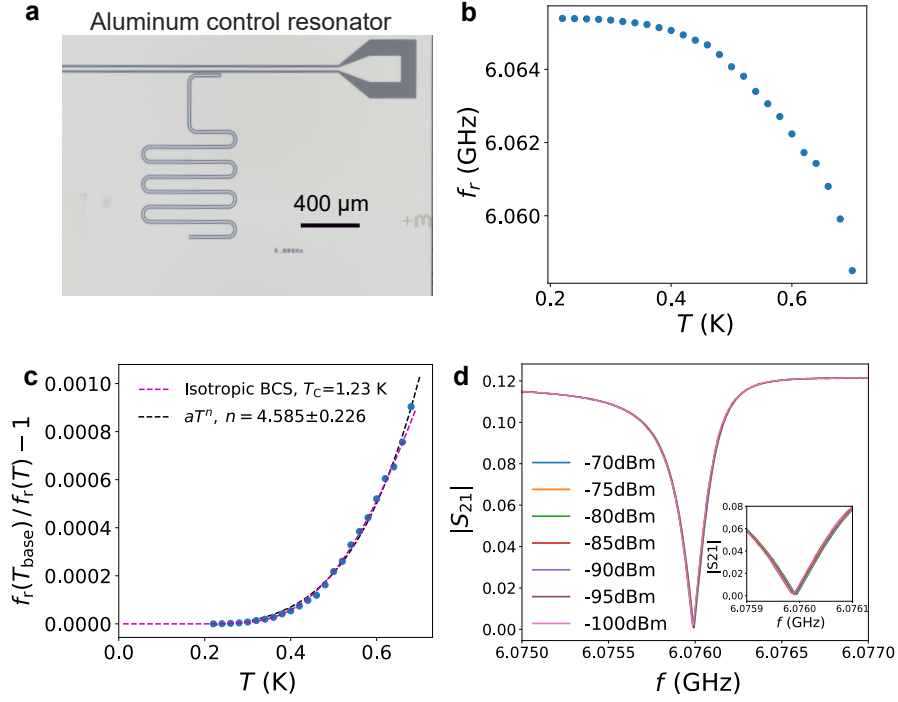 a
Aluminum control resonator
400 µm
+m
6.00GHz
b
6.064
6.062
6.060
f_r (GHz)
0.2
0.4
0.6
T (K)
c
0.0010
0.0008
0.0006
0.0004
0.0002
0.0000
f_r(T_base) / f_r(T) − 1
Isotropic BCS, T_C=1.23 K
aT^n, n = 4.585±0.226
0.0
0.2
0.4
0.6
T (K)
d
0.12
0.10
0.08
0.06
0.04
0.02
0.00
|S_21|
-70dBm
-75dBm
-80dBm
-85dBm
-90dBm
-95dBm
-100dBm
0.08
0.06
0.04
0.02
0.00
|S21|
6.0759
6.0760
6.0761
f (GHz)
6.0750
6.0755
6.0760
6.0765
6.0770
f (GHz)